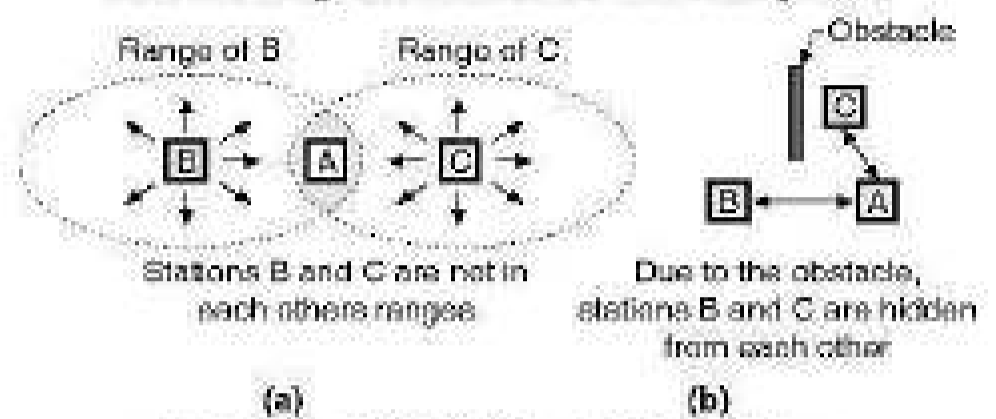 Range of B
Range of C
B
A
C
Stations B and C are not in
each others ranges
(a)
Obstacle
C
B
A
Due to the obstacle,
stations B and C are hidden
from each other
(b)